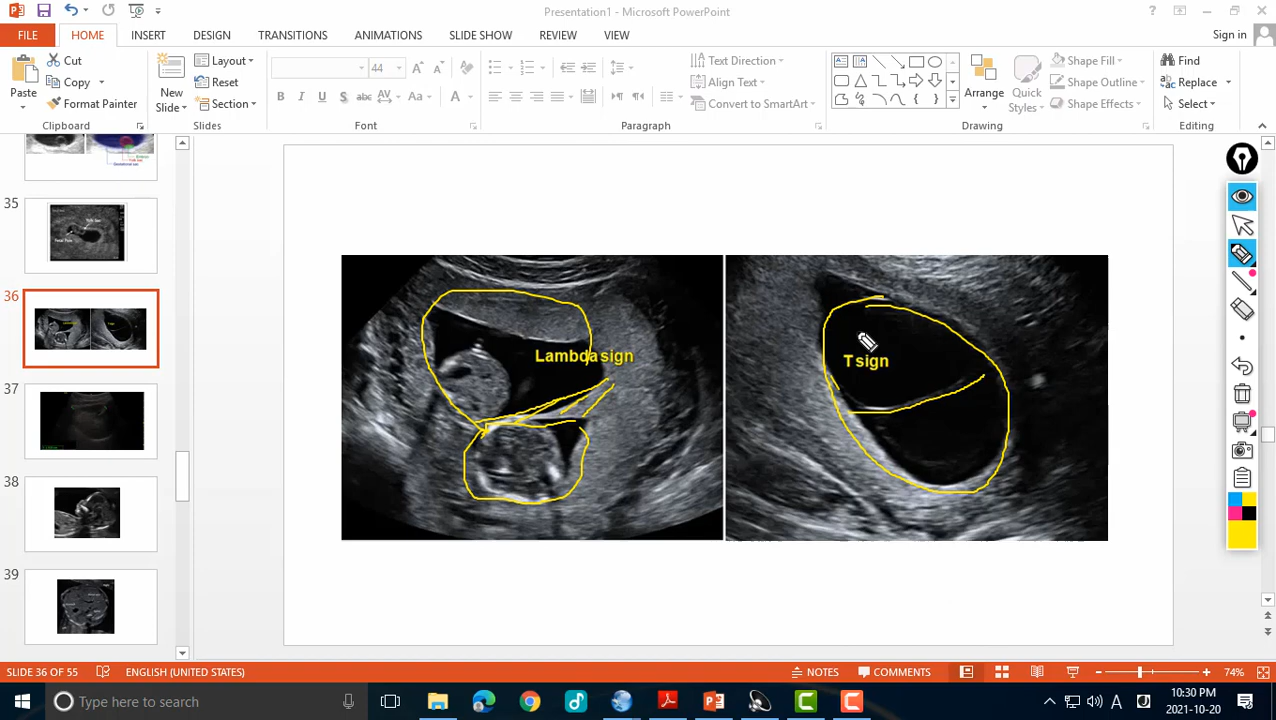 Presentation1 - Microsoft PowerPoint
Sign in
FILE HOME INSERT DESIGN TRANSITIONS ANIMATIONS SLIDE SHOW REVIEW VIEW
Paste
Cut
Copy
Format Painter
Clipboard
New
Slide
Layout
Reset
Section
Slides
44
B I U S abc AV Aa A
Font
Text Direction
Align Text
Convert to SmartArt
Paragraph
Arrange
Quick
Styles
Shape Fill
Shape Outline
Shape Effects
Drawing
Find
Replace
Select
Editing
35
36
37
38
39
Lambda sign
T sign
SLIDE 36 OF 55
ENGLISH (UNITED STATES)
NOTES
COMMENTS
74%
Type here to search
10:30 PM
2021-10-20